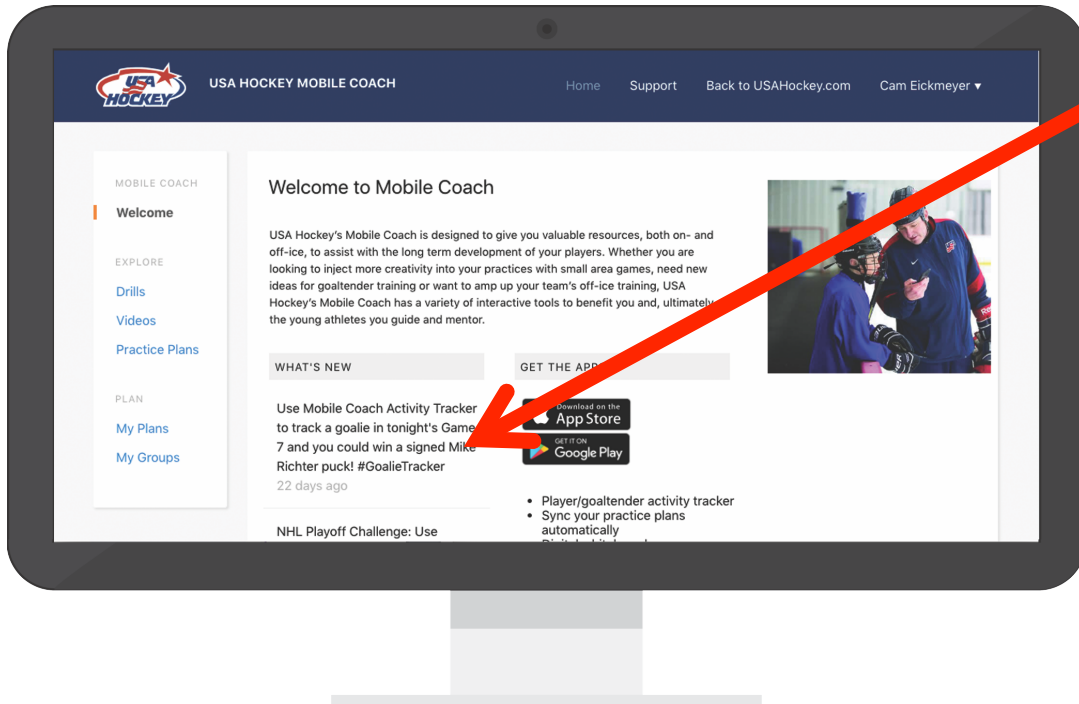 USA
HOCKEY
USA HOCKEY MOBILE COACH
Home
Support
Back to USAHockey.com
Cam Eickmeyer ▾
MOBILE COACH
Welcome
EXPLORE
Drills
Videos
Practice Plans
PLAN
My Plans
My Groups
Welcome to Mobile Coach
USA Hockey's Mobile Coach is designed to give you valuable resources, both on- and
off-ice, to assist with the long term development of your players. Whether you are
looking to inject more creativity into your practices with small area games, need new
ideas for goaltender training or want to amp up your team's off-ice training, USA
Hockey's Mobile Coach has a variety of interactive tools to benefit you and, ultimately
the young athletes you guide and mentor.
WHAT'S NEW
Use Mobile Coach Activity Tracker
to track a goalie in tonight's Game
7 and you could win a signed Mike
Richter puck! #GoalieTracker
22 days ago
NHL Playoff Challenge: Use
GET THE APP
Download on the
App Store
GET IT ON
Google Play
• Player/goaltender activity tracker
• Sync your practice plans
automatically